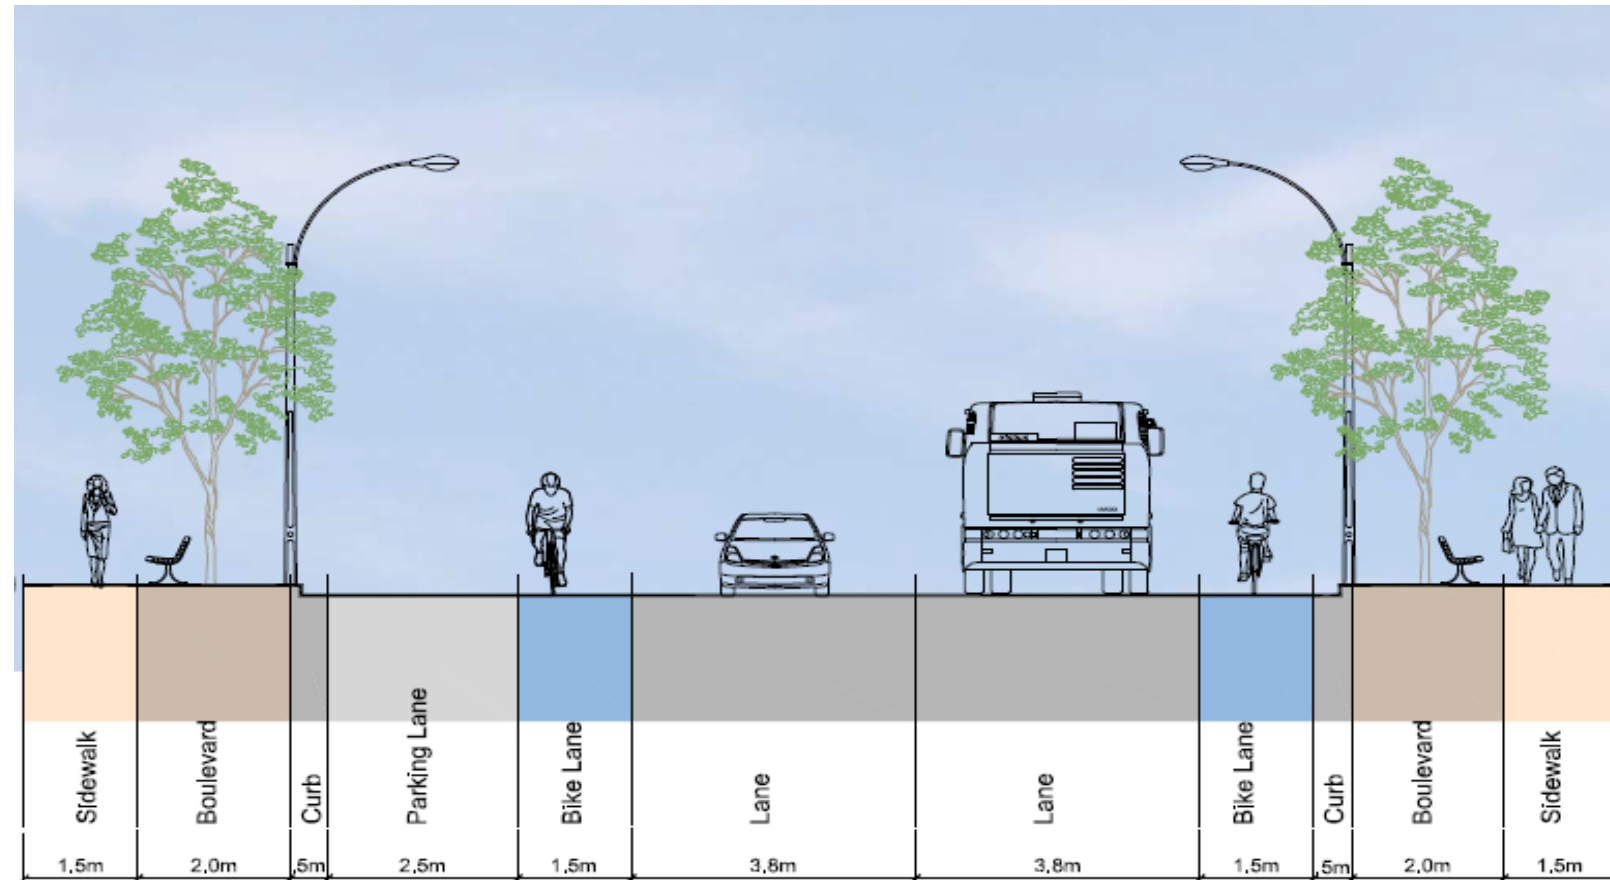 Sidewalk
Boulevard
Curb
Parking Lane
Bike Lane
Lane
Lane
Bike Lane
Curb
Boulevard
Sidewalk
1.5m
2.0m
.5m
2.5m
1.5m
3.8m
3.8m
1.5m
.5m
2.0m
1.5m